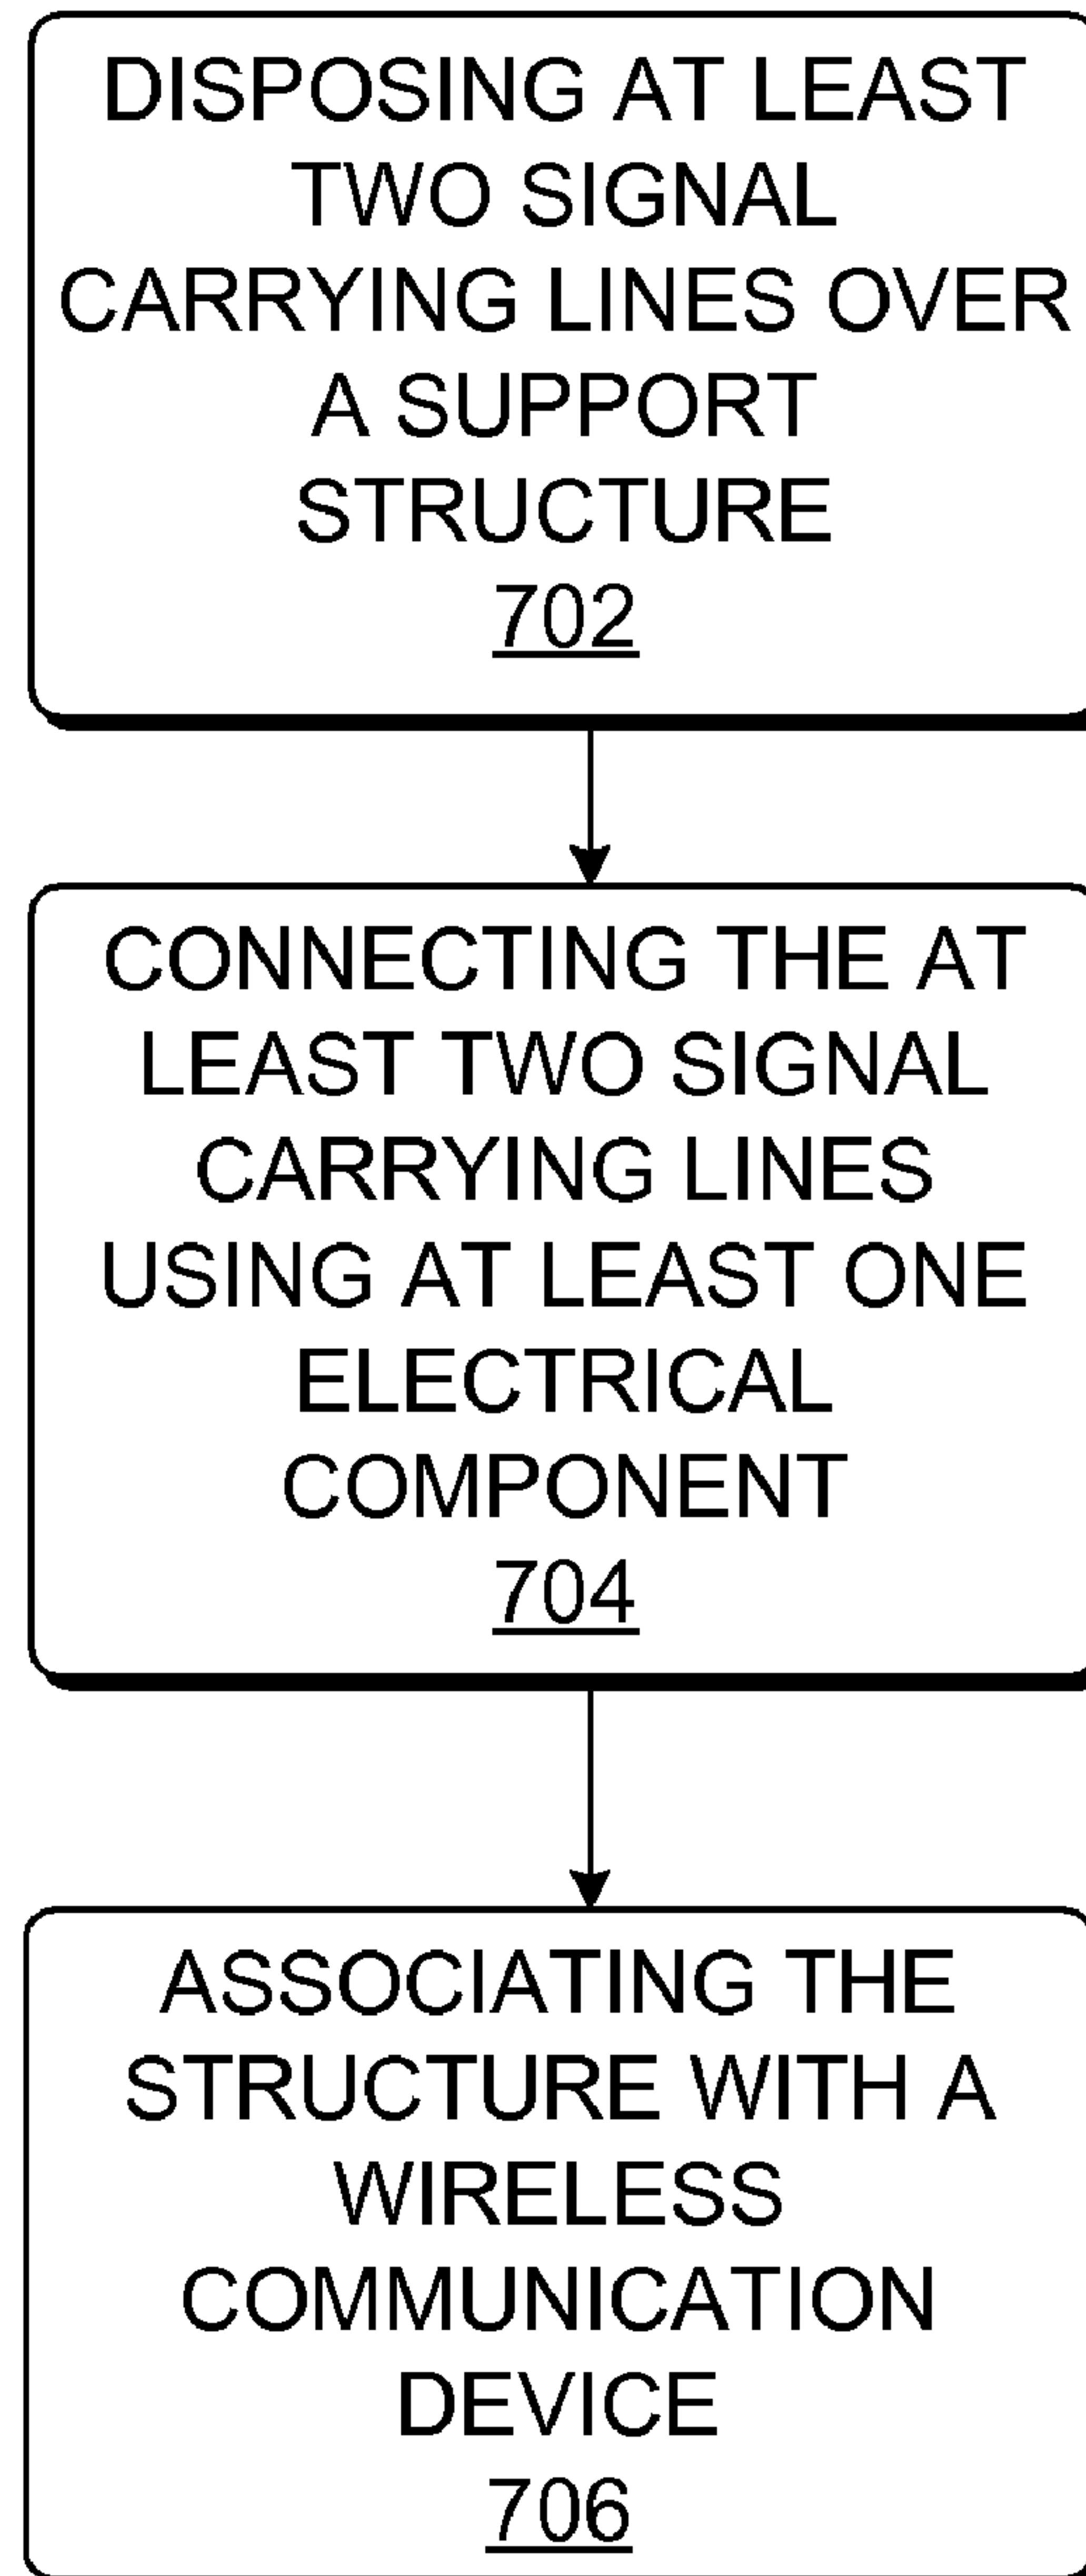 DISPOSING AT LEAST
TWO SIGNAL
CARRYING LINES OVER
A SUPPORT
STRUCTURE
702
CONNECTING THE AT
LEAST TWO SIGNAL
CARRYING LINES
USING AT LEAST ONE
ELECTRICAL
COMPONENT
704
ASSOCIATING THE
STRUCTURE WITH A
WIRELESS
COMMUNICATION
DEVICE
706